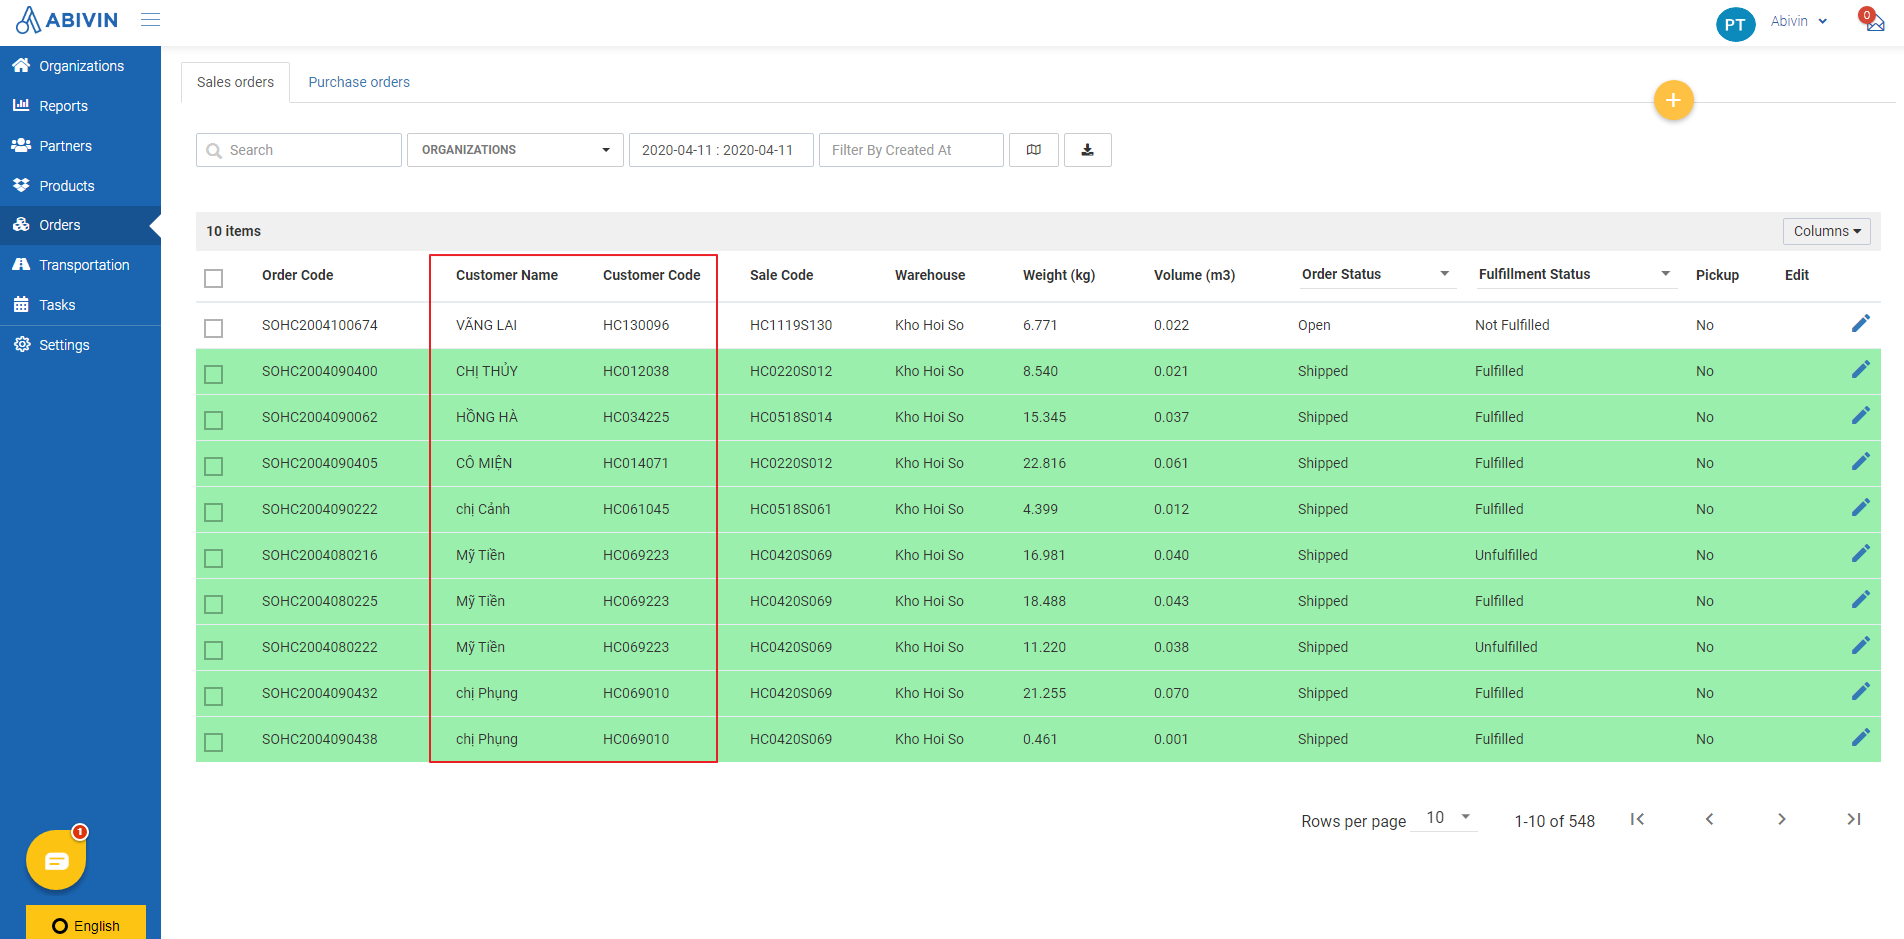 ABIVIN
PT
Abivin
0
Organizations
Reports
Partners
Products
Orders
Transportation
Tasks
Settings
Sales orders
Purchase orders
+
Search
ORGANIZATIONS
2020-04-11 : 2020-04-11
Filter By Created At
10 items
Columns
Order Code Customer Name Customer Code Sale Code Warehouse Weight (kg) Volume (m3) Order Status Fulfillment Status Pickup Edit
SOHC2004100674 VÃNG LAI HC130096 HC1119S130 Kho Hoi So 6.771 0.022 Open Not Fulfilled No
SOHC2004090400 CHỊ THỦY HC012038 HC0220S012 Kho Hoi So 8.540 0.021 Shipped Fulfilled No
SOHC2004090062 HỒNG HÀ HC034225 HC0518S014 Kho Hoi So 15.345 0.037 Shipped Fulfilled No
SOHC2004090405 CÔ MIỆN HC014071 HC0220S012 Kho Hoi So 22.816 0.061 Shipped Fulfilled No
SOHC2004090222 chị Cảnh HC061045 HC0518S061 Kho Hoi So 4.399 0.012 Shipped Fulfilled No
SOHC2004080216 Mỹ Tiền HC069223 HC0420S069 Kho Hoi So 16.981 0.040 Shipped Unfulfilled No
SOHC2004080225 Mỹ Tiền HC069223 HC0420S069 Kho Hoi So 18.488 0.043 Shipped Fulfilled No
SOHC2004080222 Mỹ Tiền HC069223 HC0420S069 Kho Hoi So 11.220 0.038 Shipped Unfulfilled No
SOHC2004090432 chị Phụng HC069010 HC0420S069 Kho Hoi So 21.255 0.070 Shipped Fulfilled No
SOHC2004090438 chị Phụng HC069010 HC0420S069 Kho Hoi So 0.461 0.001 Shipped Fulfilled No
Rows per page 10 1-10 of 548
1
English